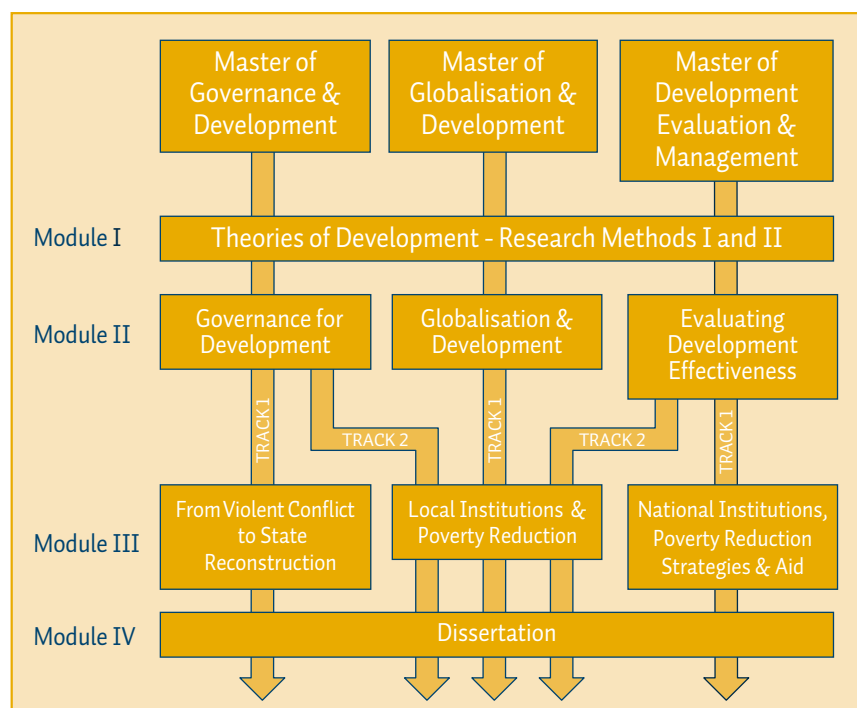 Master of
Governance &
Development
Master of
Globalisation &
Development
Master of
Development
Evaluation &
Management
Module I
Theories of Development - Research Methods I and II
Module II
Governance for
Development
Globalisation &
Development
Evaluating
Development
Effectiveness
TRACK 1
TRACK 2
TRACK 1
TRACK 2
TRACK 1
Module III
From Violent Conflict
to State
Reconstruction
Local Institutions &
Poverty Reduction
National Institutions,
Poverty Reduction
Strategies & Aid
Module IV
Dissertation